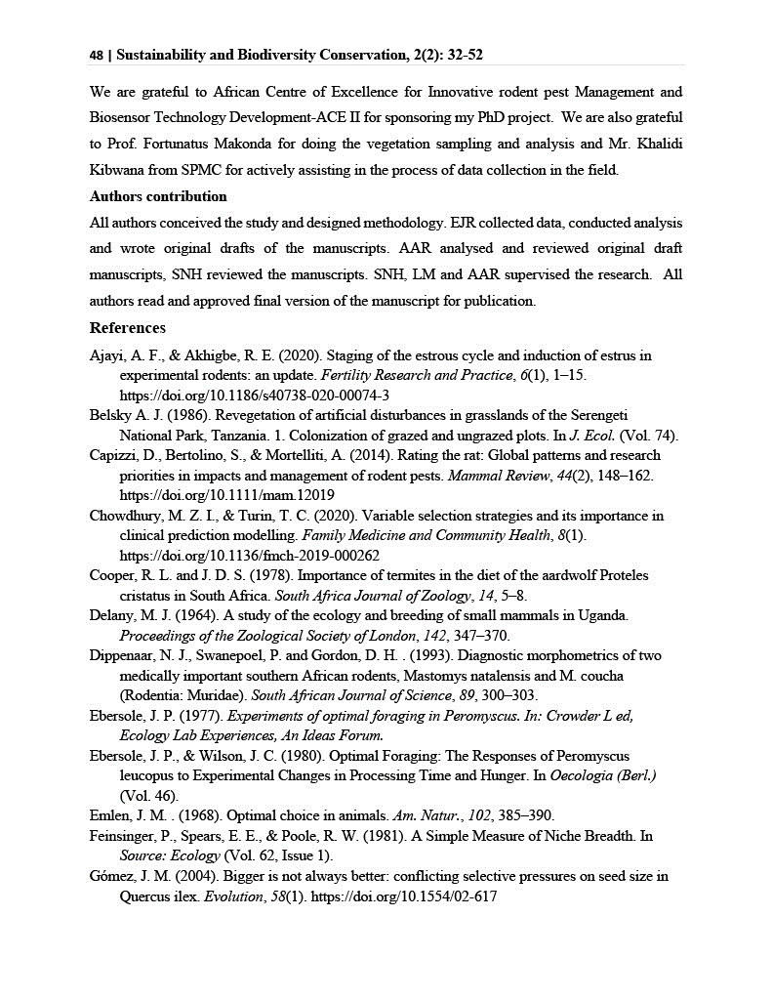 48 | Sustainability and Biodiversity Conservation, 2(2): 32-52
We are grateful to African Centre of Excellence for Innovative rodent pest Management and
Biosensor Technology Development-ACE II for sponsoring my PhD project. We are also grateful
to Prof. Fortunatus Makonda for doing the vegetation sampling and analysis and Mr. Khalidi
Kibwana from SPMC for actively assisting in the process of data collection in the field.
Authors contribution
All authors conceived the study and designed methodology. EJR collected data, conducted analysis
and wrote original drafts of the manuscripts. AAR analysed and reviewed original draft
manuscripts, SNH reviewed the manuscripts. SNH, LM and AAR supervised the research. All
authors read and approved final version of the manuscript for publication.
References
Ajayi, A. F., & Akhigbe, R. E. (2020). Staging of the estrous cycle and induction of estrus in
experimental rodents: an update. Fertility Research and Practice, 6(1), 1–15.
https://doi.org/10.1186/s40738-020-00074-3
Belsky A. J. (1986). Revegetation of artificial disturbances in grasslands of the Serengeti
National Park, Tanzania. 1. Colonization of grazed and ungrazed plots. In J. Ecol. (Vol. 74).
Capizzi, D., Bertolino, S., & Mortelliti, A. (2014). Rating the rat: Global patterns and research
priorities in impacts and management of rodent pests. Mammal Review, 44(2), 148–162.
https://doi.org/10.1111/mam.12019
Chowdhury, M. Z. I., & Turin, T. C. (2020). Variable selection strategies and its importance in
clinical prediction modelling. Family Medicine and Community Health, 8(1).
https://doi.org/10.1136/fmch-2019-000262
Cooper, R. L. and J. D. S. (1978). Importance of termites in the diet of the aardwolf Proteles
cristatus in South Africa. South Africa Journal of Zoology, 14, 5–8.
Delany, M. J. (1964). A study of the ecology and breeding of small mammals in Uganda.
Proceedings of the Zoological Society of London, 142, 347–370.
Dippenaar, N. J., Swanepoel, P. and Gordon, D. H. . (1993). Diagnostic morphometrics of two
medically important southern African rodents, Mastomys natalensis and M. coucha
(Rodentia: Muridae). South African Journal of Science, 89, 300–303.
Ebersole, J. P. (1977). Experiments of optimal foraging in Peromyscus. In: Crowder L ed,
Ecology Lab Experiences, An Ideas Forum.
Ebersole, J. P., & Wilson, J. C. (1980). Optimal Foraging: The Responses of Peromyscus
leucopus to Experimental Changes in Processing Time and Hunger. In Oecologia (Berl.)
(Vol. 46).
Emlen, J. M. . (1968). Optimal choice in animals. Am. Natur., 102, 385–390.
Feinsinger, P., Spears, E. E., & Poole, R. W. (1981). A Simple Measure of Niche Breadth. In
Source: Ecology (Vol. 62, Issue 1).
Gómez, J. M. (2004). Bigger is not always better: conflicting selective pressures on seed size in
Quercus ilex. Evolution, 58(1). https://doi.org/10.1554/02-617